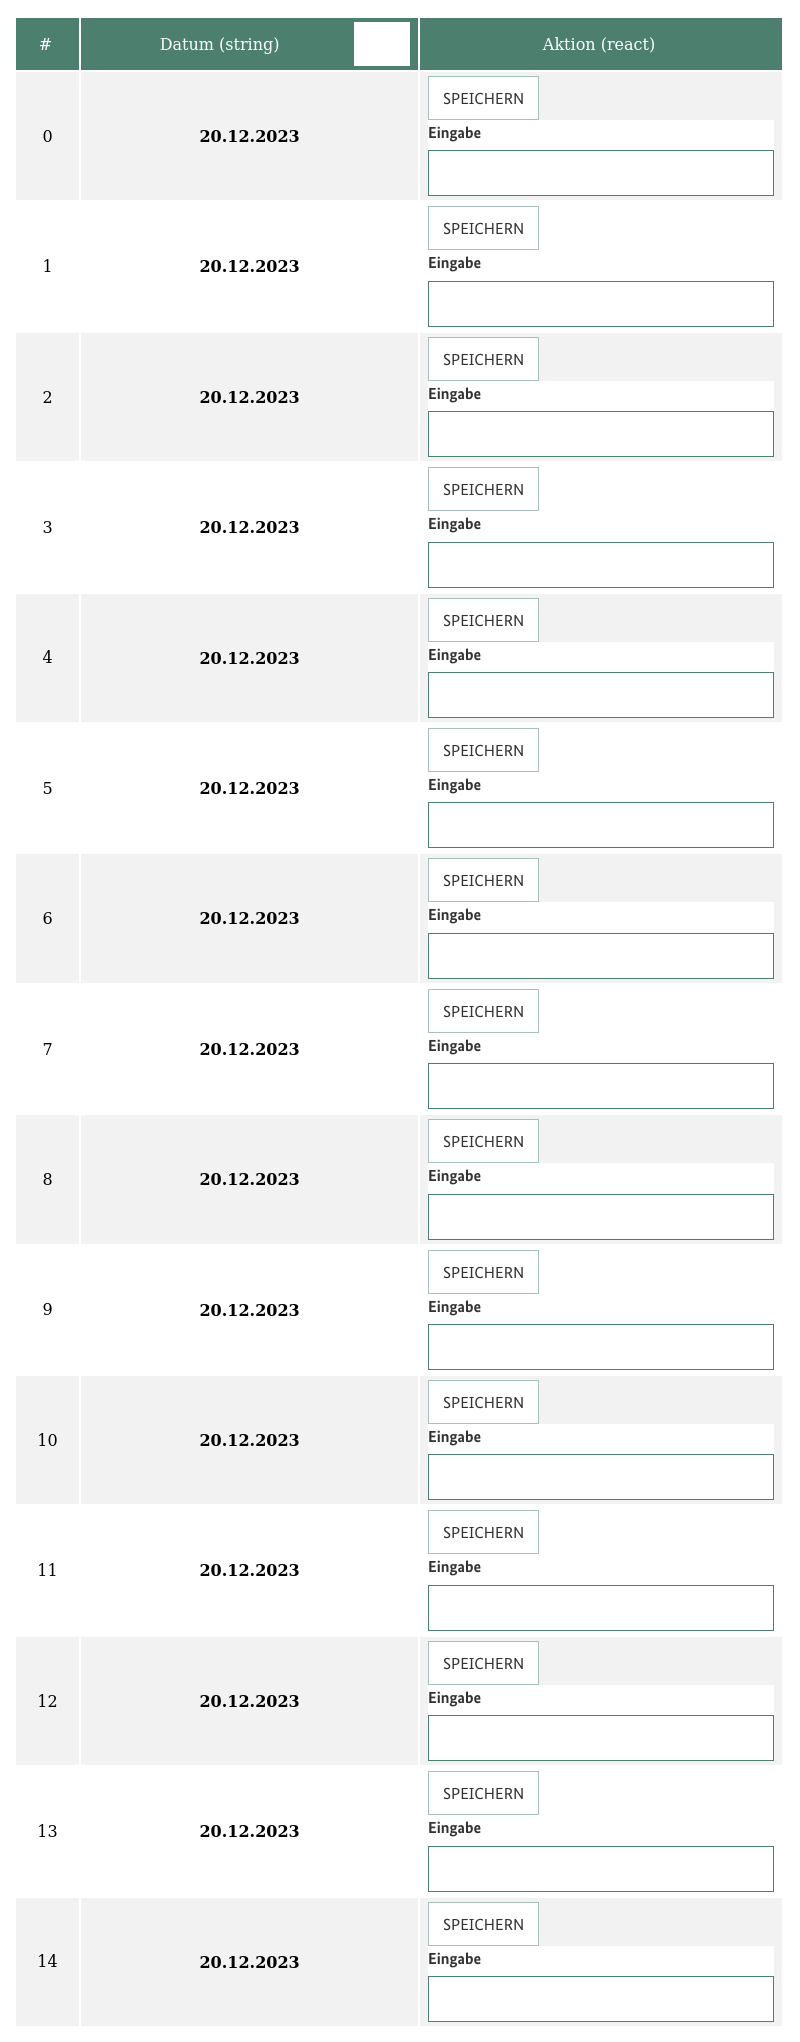 # Datum (string) Aktion (react)
SPEICHERN
0 20.12.2023 Eingabe
SPEICHERN
1 20.12.2023 Eingabe
SPEICHERN
2 20.12.2023 Eingabe
SPEICHERN
3 20.12.2023 Eingabe
SPEICHERN
4 20.12.2023 Eingabe
SPEICHERN
5 20.12.2023 Eingabe
SPEICHERN
6 20.12.2023 Eingabe
SPEICHERN
7 20.12.2023 Eingabe
SPEICHERN
8 20.12.2023 Eingabe
SPEICHERN
9 20.12.2023 Eingabe
SPEICHERN
10 20.12.2023 Eingabe
SPEICHERN
11 20.12.2023 Eingabe
SPEICHERN
12 20.12.2023 Eingabe
SPEICHERN
13 20.12.2023 Eingabe
SPEICHERN
14 20.12.2023 Eingabe